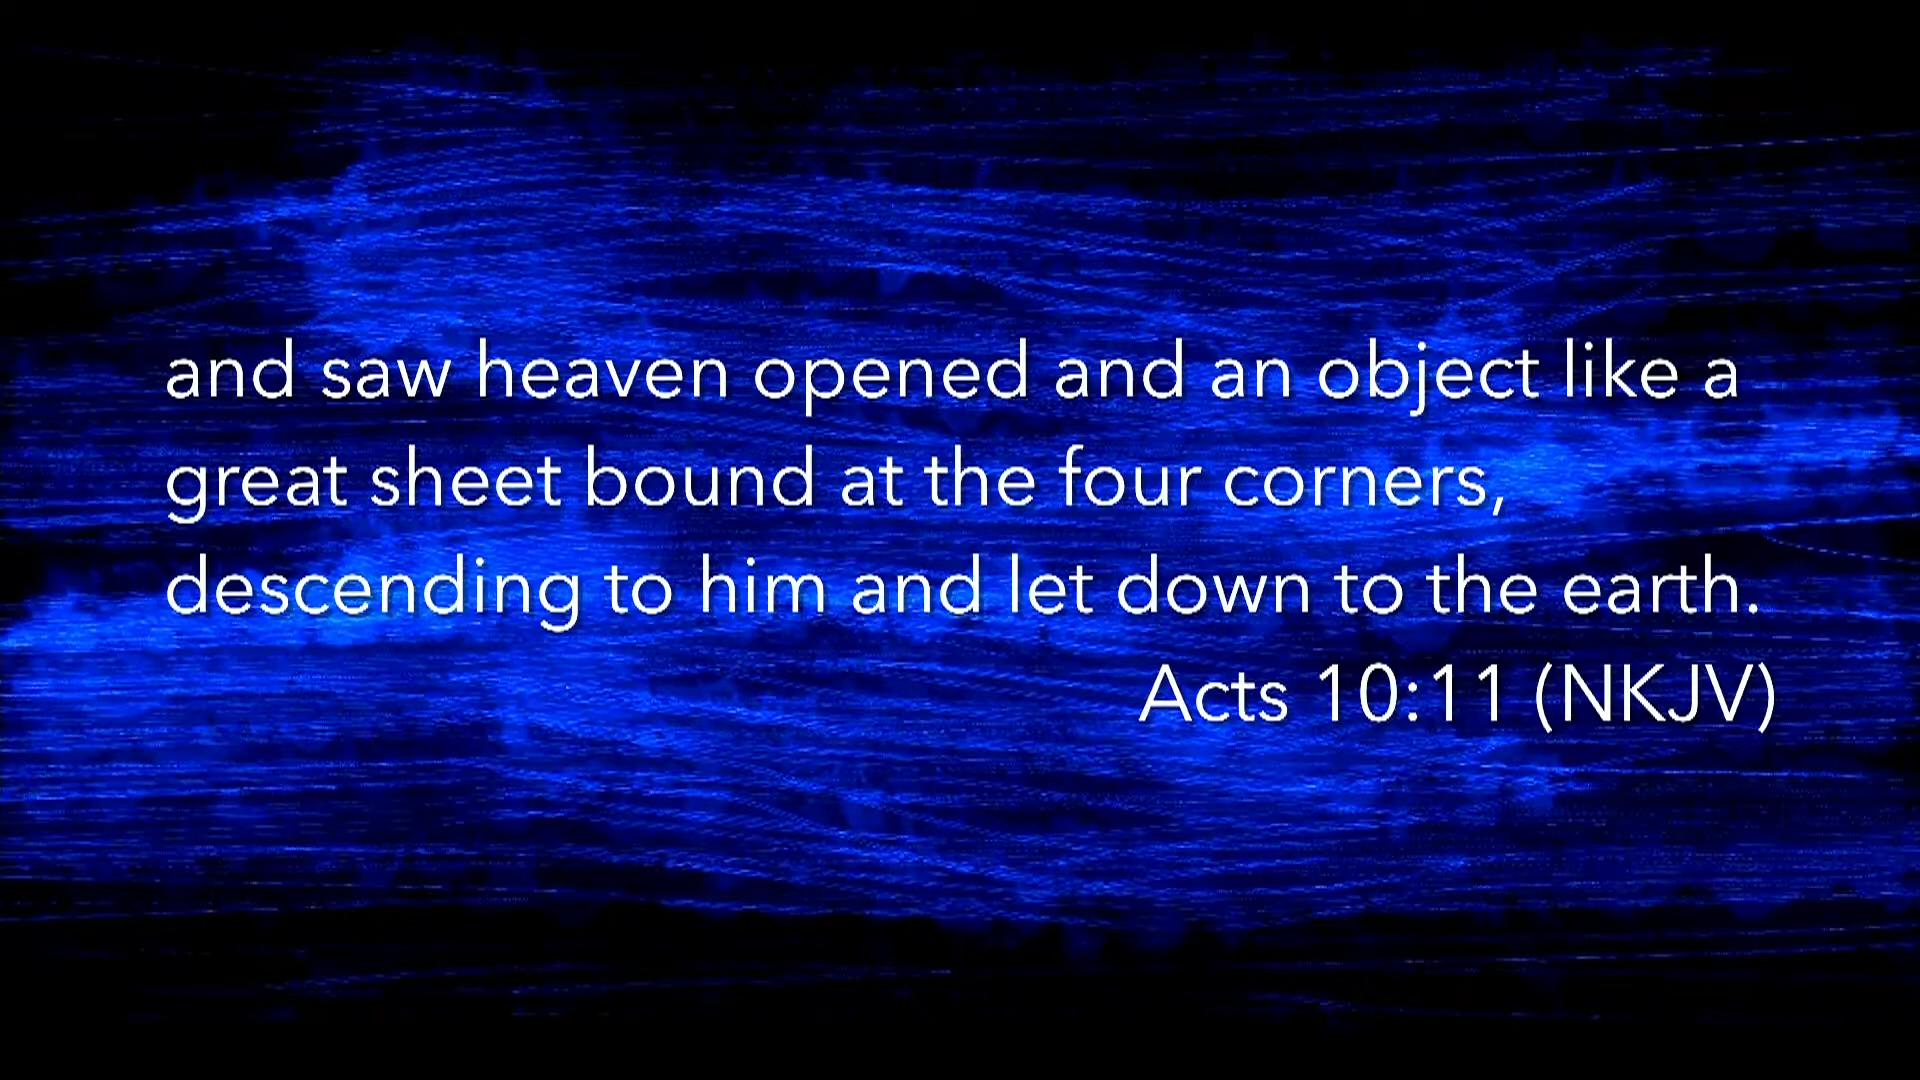 and saw heaven opened and an object like a
great sheet bound at the four corners,
descending to him and let down to the earth.
Acts 10:11 (NKJV)